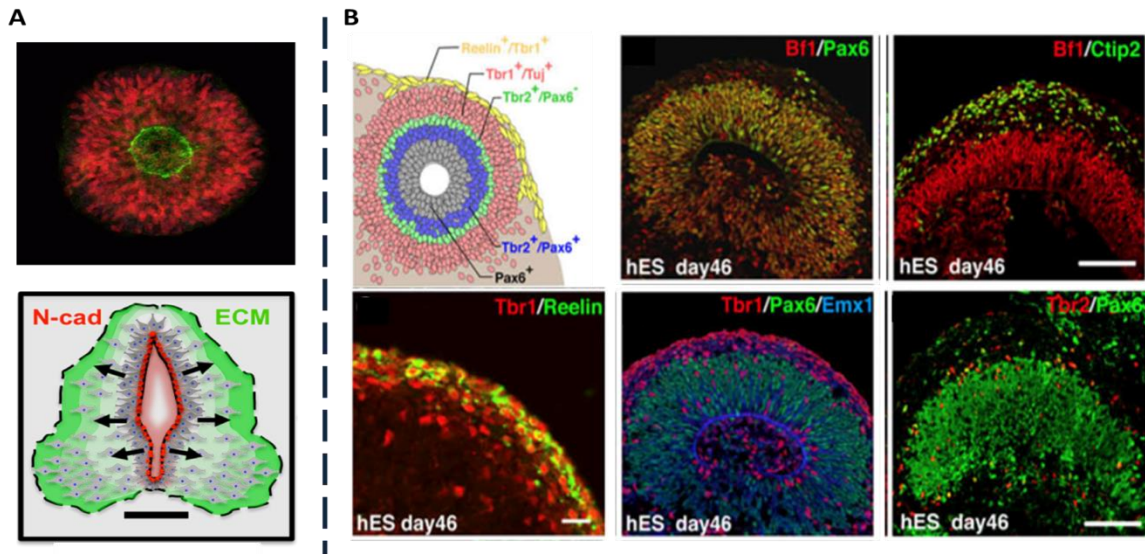 A
B
N-cad
ECM
Reelin+/Tbr1+
Tbr1+/Tuj+
Tbr2+/Pax6-
Tbr2+/Pax6+
Pax6+
Bf1/Pax6
hES day46
Bf1/Ctip2
hES day46
Tbr1/Reelin
hES day46
Tbr1/Pax6/Emx1
hES day46
Tbr2/Pax6
hES day46